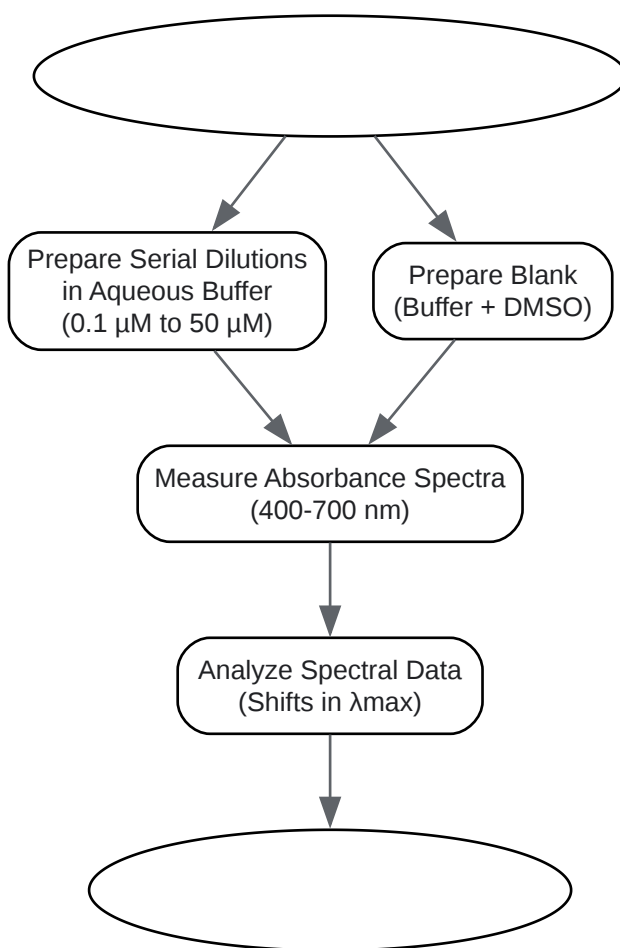 Prepare Serial Dilutions
in Aqueous Buffer
(0.1 µM to 50 µM)
Prepare Blank
(Buffer + DMSO)
Measure Absorbance Spectra
(400-700 nm)
Analyze Spectral Data
(Shifts in λmax)